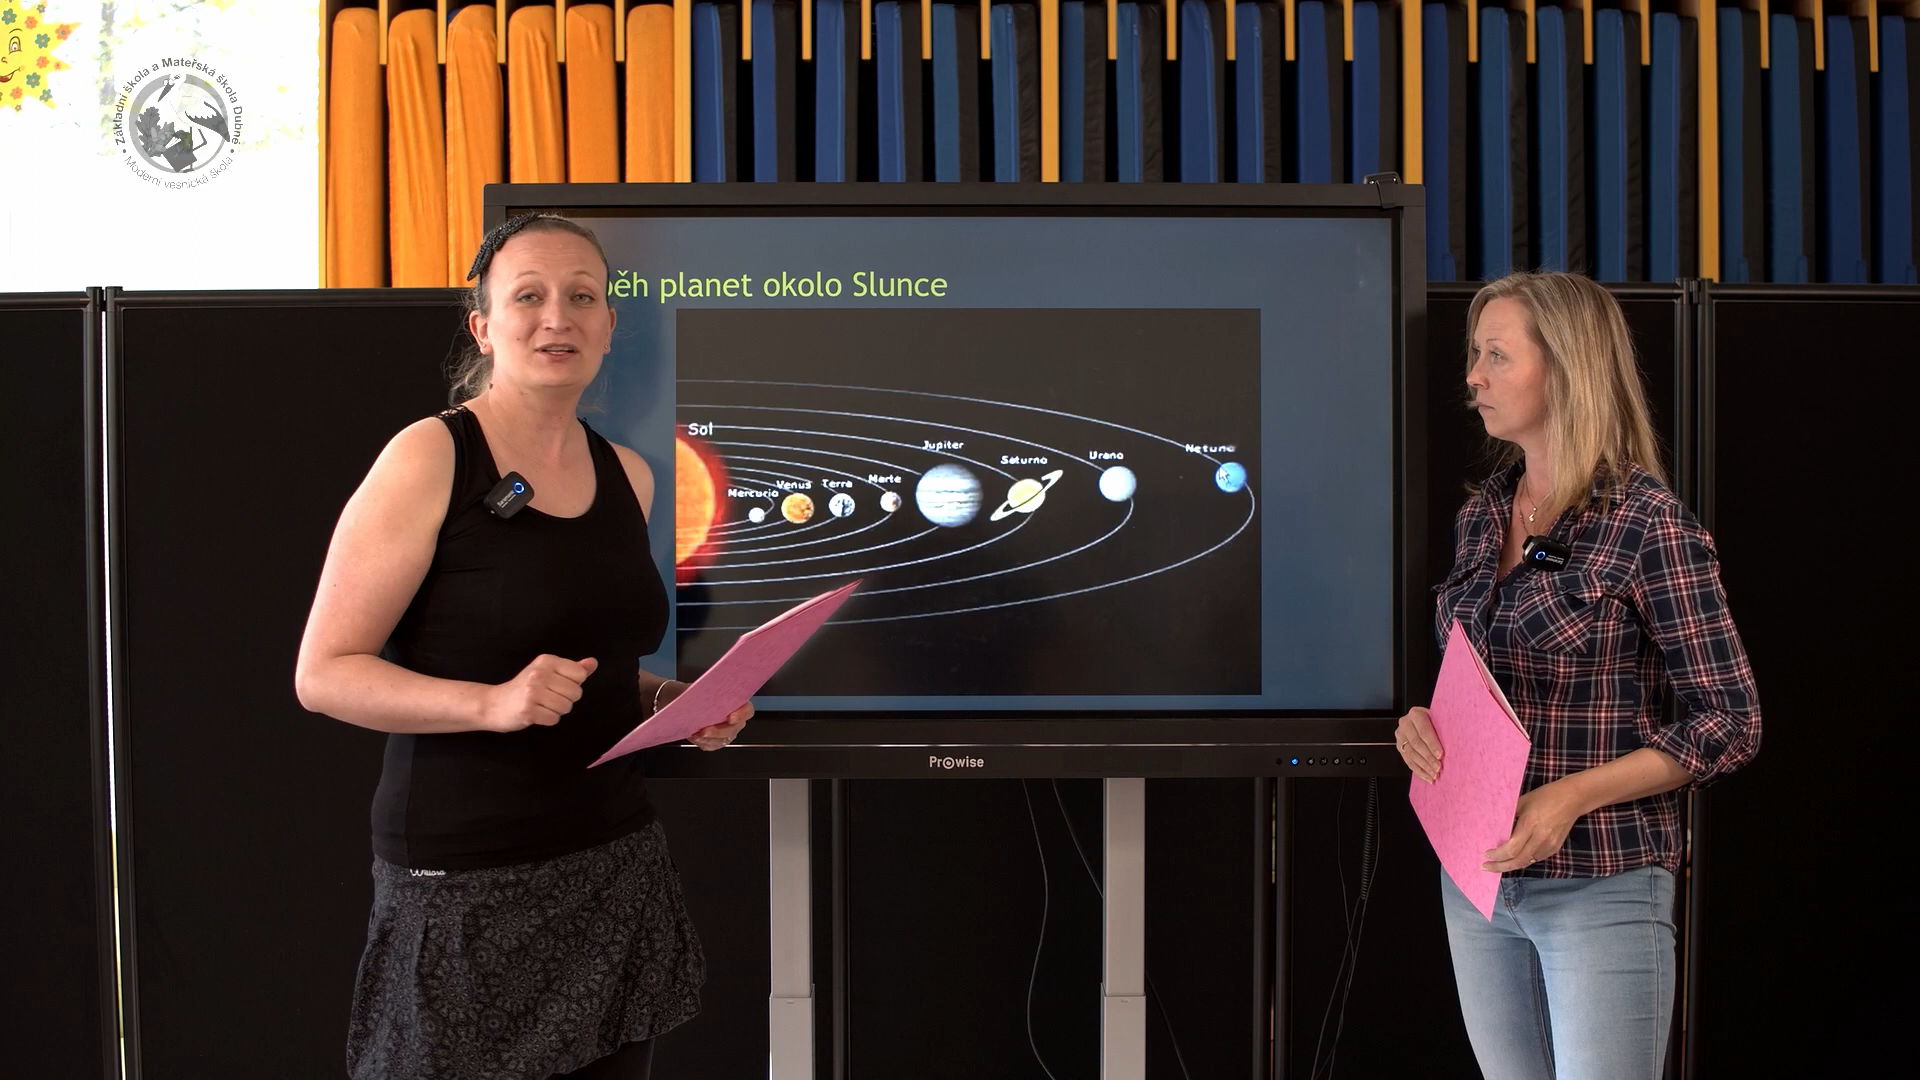 Základní škola a Mateřská škola Dubné
• Moderní vesnická škola •
běh planet okolo Slunce
Sol
Mercurio
Venus
Terra
Marte
Jupiter
Saturno
Urano
Netuno
Prowise
Willard